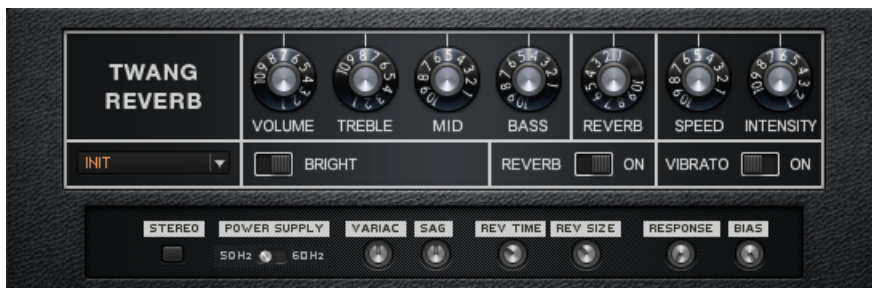 TWANG
REVERB
VOLUME TREBLE MID BASS REVERB SPEED INTENSITY
INIT BRIGHT REVERB ON VIBRATO ON
STEREO POWER SUPPLY VARIAC SAG REV TIME REV SIZE RESPONSE BIAS
50Hz 60Hz